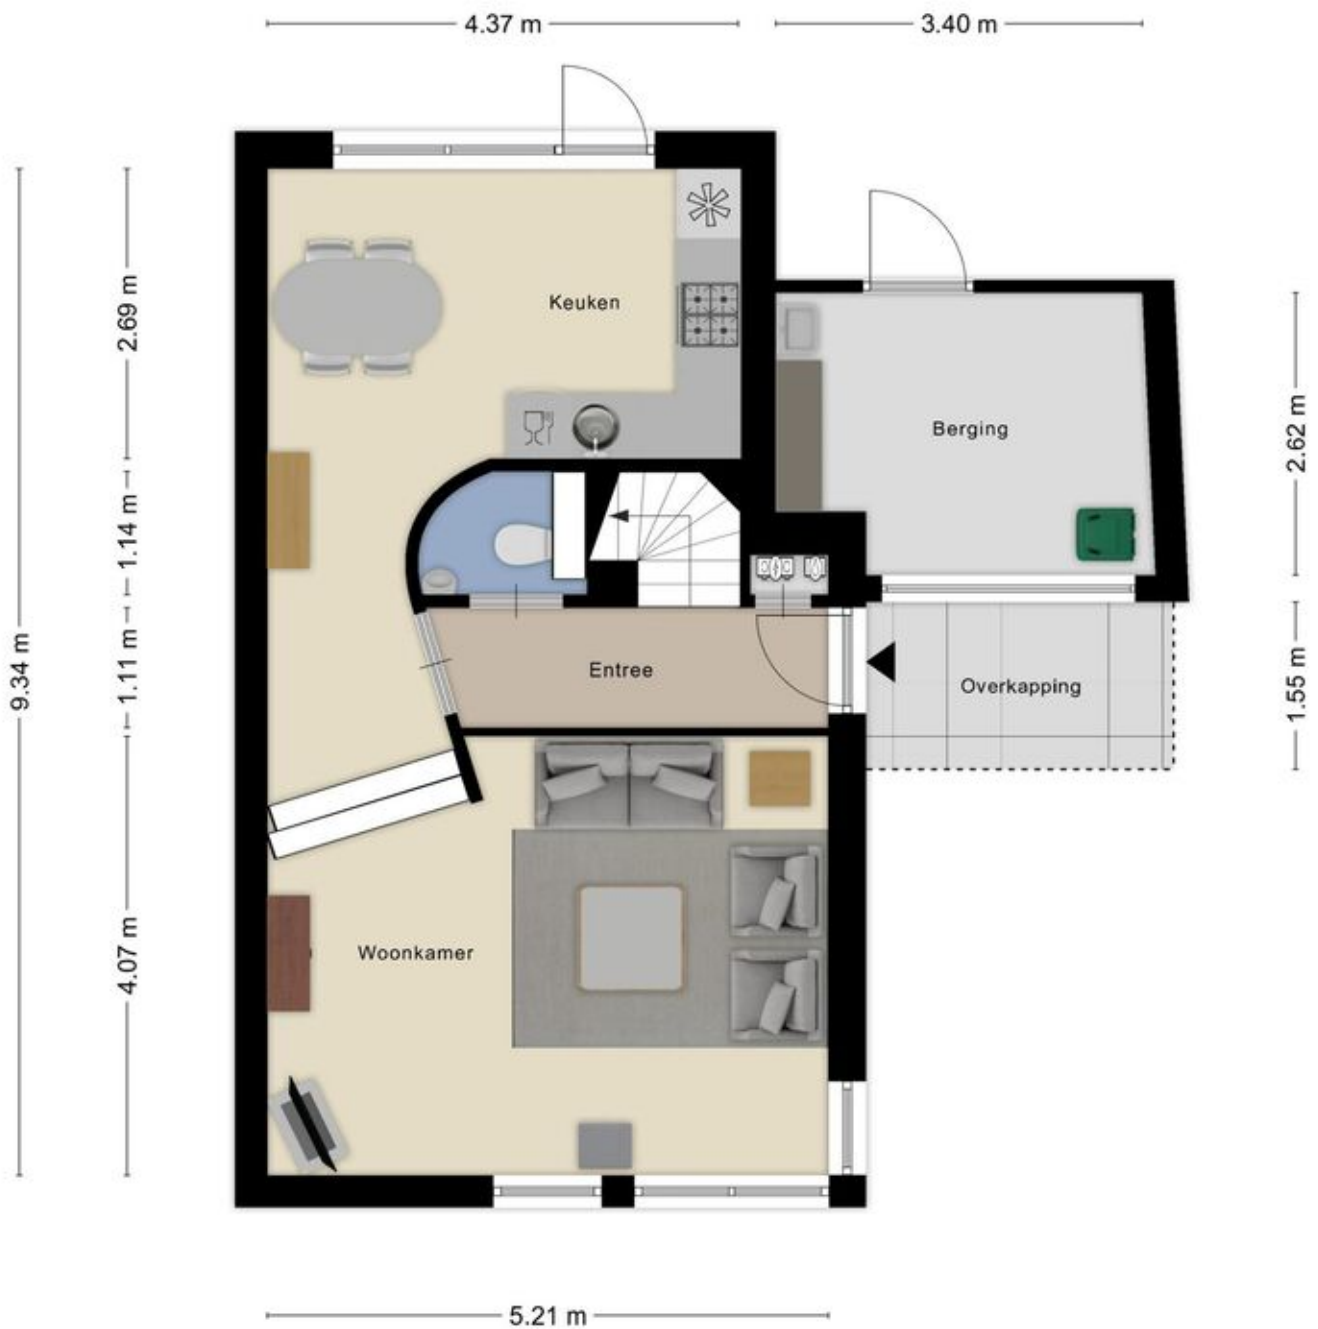 4.37 m
3.40 m
2.69 m
Keuken
2.62 m
Berging
1.14 m
9.34 m
1.11 m
Entree
Overkapping
1.55 m
4.07 m
Woonkamer
5.21 m